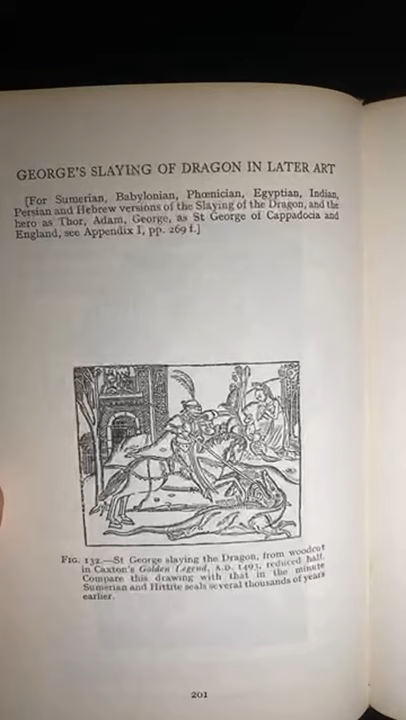 GEORGE'S SLAYING OF DRAGON IN LATER ART
[For Sumerian, Babylonian, Phœnician, Egyptian, Indian,
Persian and Hebrew versions of the Slaying of the Dragon, and the
hero as Thor, Adam, George, as St George of Cappadocia and
England, see Appendix I, pp. 269 f.]
FIG. 132.—St George slaying the Dragon, from woodcut
in Caxton's Golden Legend, A.D. 1493, reduced half.
Compare this drawing with that in the minute
Sumerian and Hittite seals several thousands of years
earlier.
201